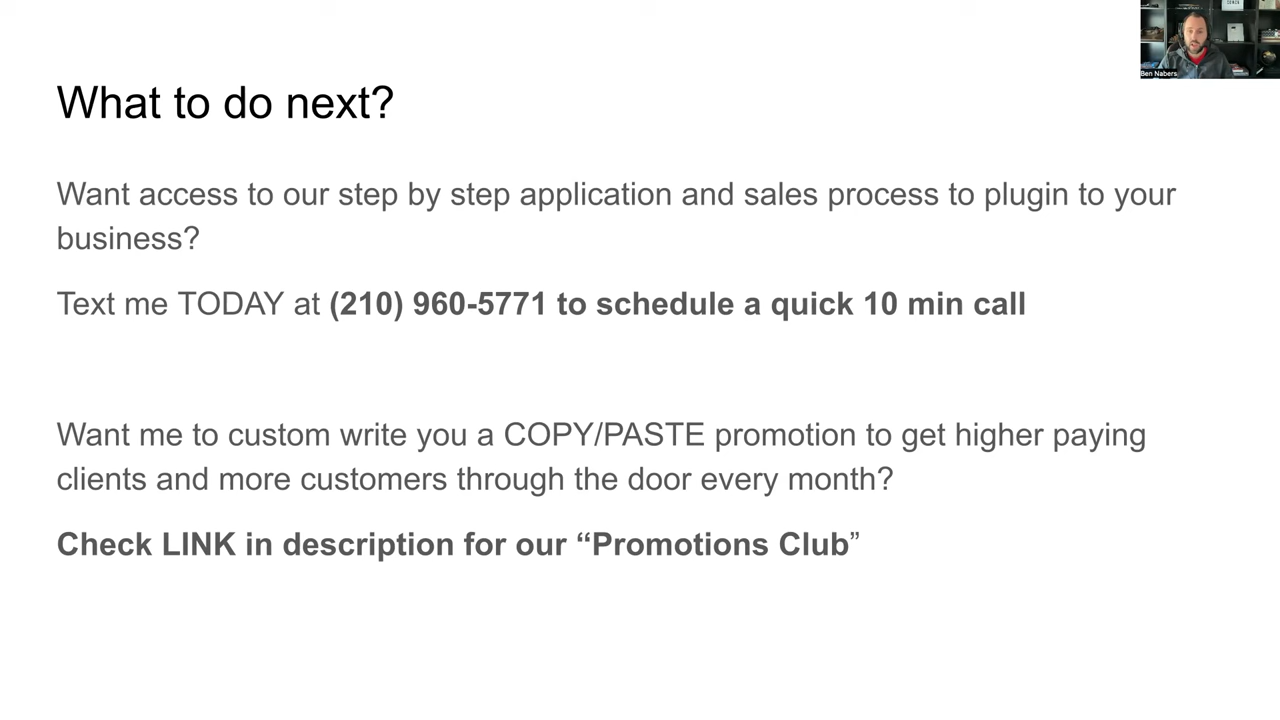 Ben Nabers
What to do next?
Want access to our step by step application and sales process to plugin to your
business?
Text me TODAY at (210) 960-5771 to schedule a quick 10 min call
Want me to custom write you a COPY/PASTE promotion to get higher paying
clients and more customers through the door every month?
Check LINK in description for our “Promotions Club”